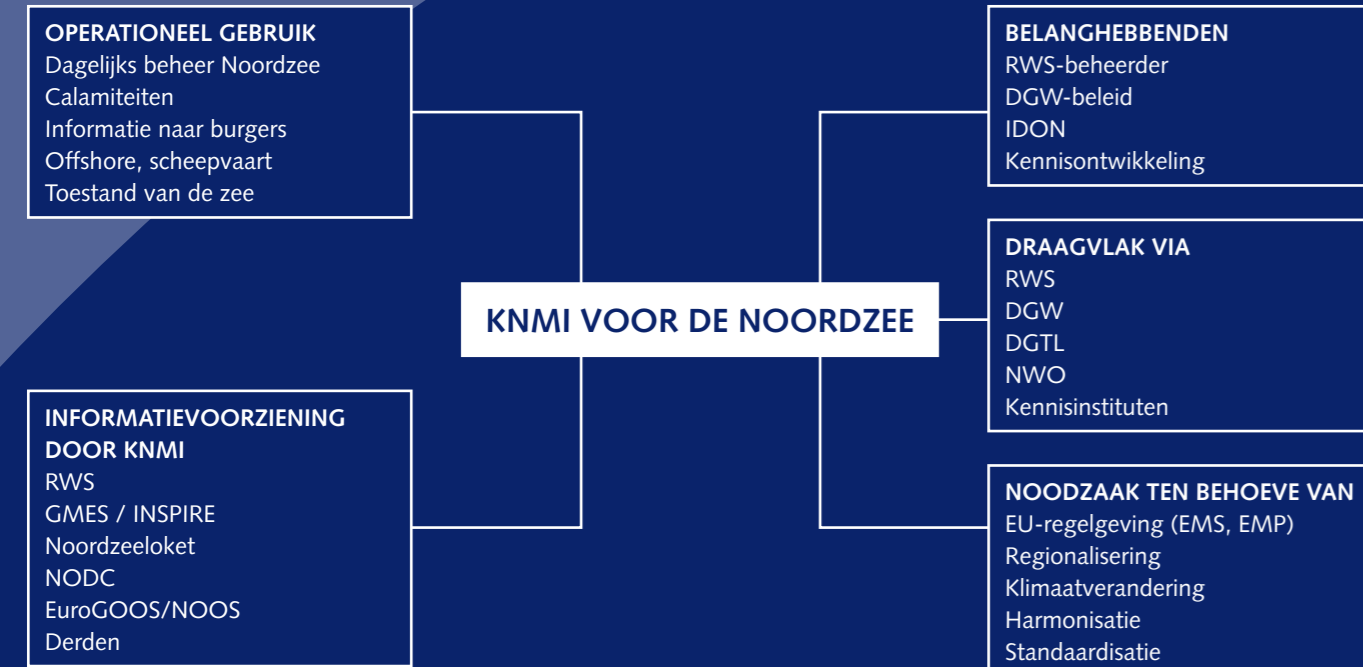 OPERATIONEEL GEBRUIK
Dagelijks beheer Noordzee
Calamiteiten
Informatie naar burgers
Offshore, scheepvaart
Toestand van de zee
BELANGHEBBENDEN
RWS-beheerder
DGW-beleid
IDON
Kennisontwikkeling
KNMI VOOR DE NOORDZEE
DRAAGVLAK VIA
RWS
DGW
DGTL
NWO
Kennisinstituten
INFORMATIEVOORZIENING
DOOR KNMI
RWS
GMES / INSPIRE
Noordzeeloket
NODC
EuroGOOS/NOOS
Derden
NOODZAAK TEN BEHOEVE VAN
EU-regelgeving (EMS, EMP)
Regionalisering
Klimaatverandering
Harmonisatie
Standaardisatie